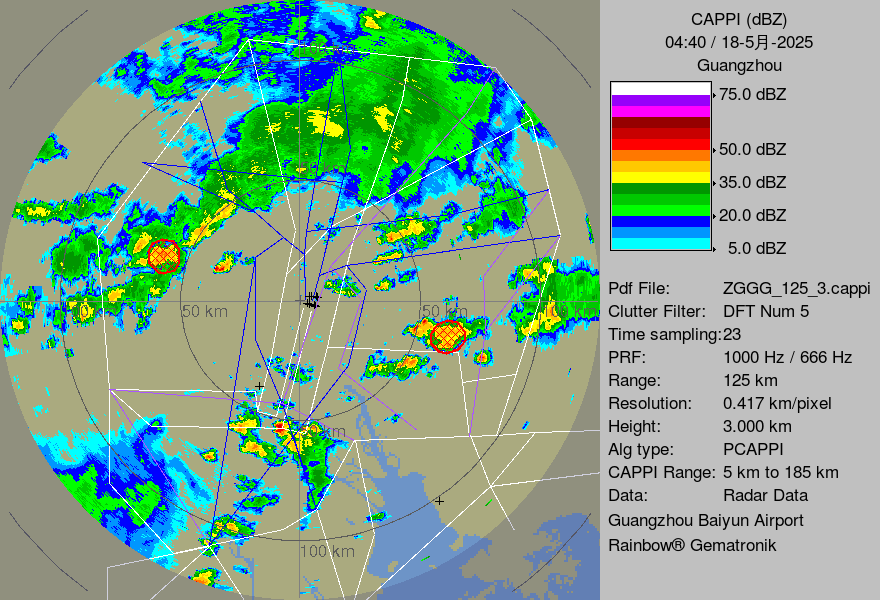 CAPPI (dBZ)
04:40 / 18-5月-2025
Guangzhou
75.0 dBZ
50.0 dBZ
35.0 dBZ
20.0 dBZ
5.0 dBZ
Pdf File: ZGGG_125_3.cappi
Clutter Filter: DFT Num 5
Time sampling:23
PRF: 1000 Hz / 666 Hz
Range: 125 km
Resolution: 0.417 km/pixel
Height: 3.000 km
Alg type: PCAPPI
CAPPI Range: 5 km to 185 km
Data: Radar Data
Guangzhou Baiyun Airport
Rainbow® Gematronik
50 km
50 km
100 km
km
100 km